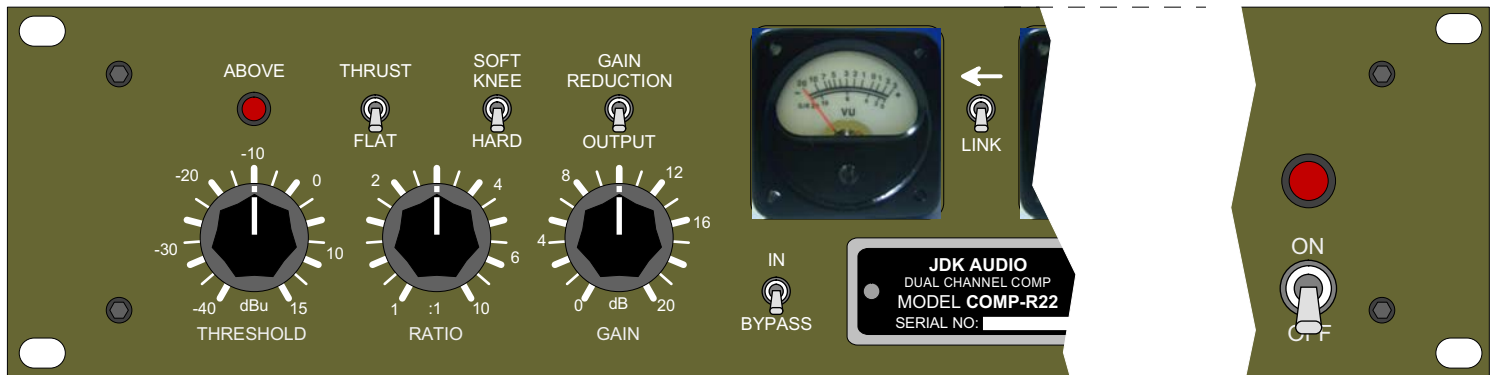 ABOVE
THRUST
FLAT
SOFT
KNEE
HARD
GAIN
REDUCTION
OUTPUT
-40
-30
-20
-10
0
10
15
dBu
THRESHOLD
1
2
4
6
10
:1
RATIO
0
4
8
12
16
20
dB
GAIN
VU
LINK
IN
BYPASS
JDK AUDIO
DUAL CHANNEL COMP
MODEL COMP-R22
SERIAL NO:
ON
OFF